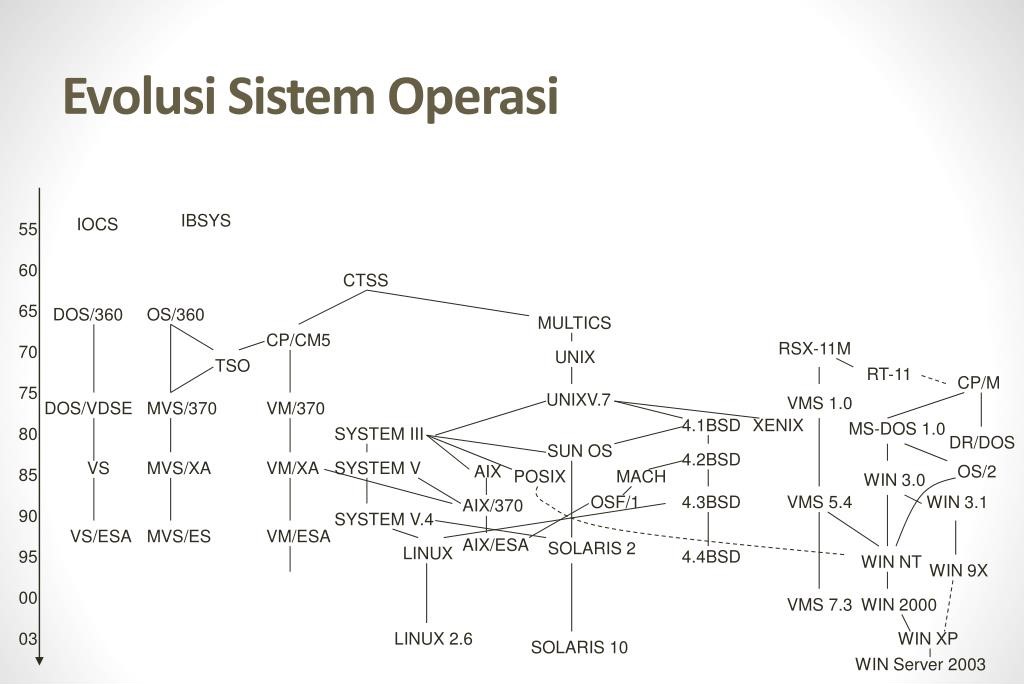 Evolusi Sistem Operasi
IOCS IBSYS
55
60
CTSS
65 DOS/360 OS/360
MULTICS
CP/CM5
70 TSO UNIX RSX-11M
RT-11 CP/M
75
DOS/VDSE MVS/370 VM/370 UNIXV.7 VMS 1.0
80 SYSTEM III 4.1BSD XENIX MS-DOS 1.0
SUN OS DR/DOS
4.2BSD
85 VS MVS/XA VM/XA SYSTEM V AIX POSIX MACH WIN 3.0 OS/2
AIX/370 OSF/1 4.3BSD VMS 5.4 WIN 3.1
90 SYSTEM V.4
VS/ESA MVS/ES VM/ESA
95 LINUX AIX/ESA SOLARIS 2 4.4BSD WIN NT WIN 9X
00 VMS 7.3 WIN 2000
03 LINUX 2.6 SOLARIS 10 WIN XP
WIN Server 2003